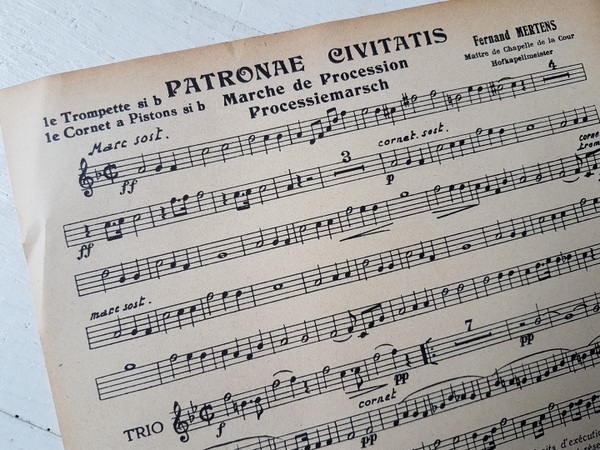 PATRONAE CIVITATIS
Fernand MERTENS
Maître de Chapelle de la Cour
Hofkapellmeister
1e Trompette si b
1e Cornet a Pistons si b
Marche de Procession
Processiemarsch
Marc sost.
4
ff
3
cornet. sost.
p
ff
marc sost.
7
pp
pp
TRIO
f
cornet
pp